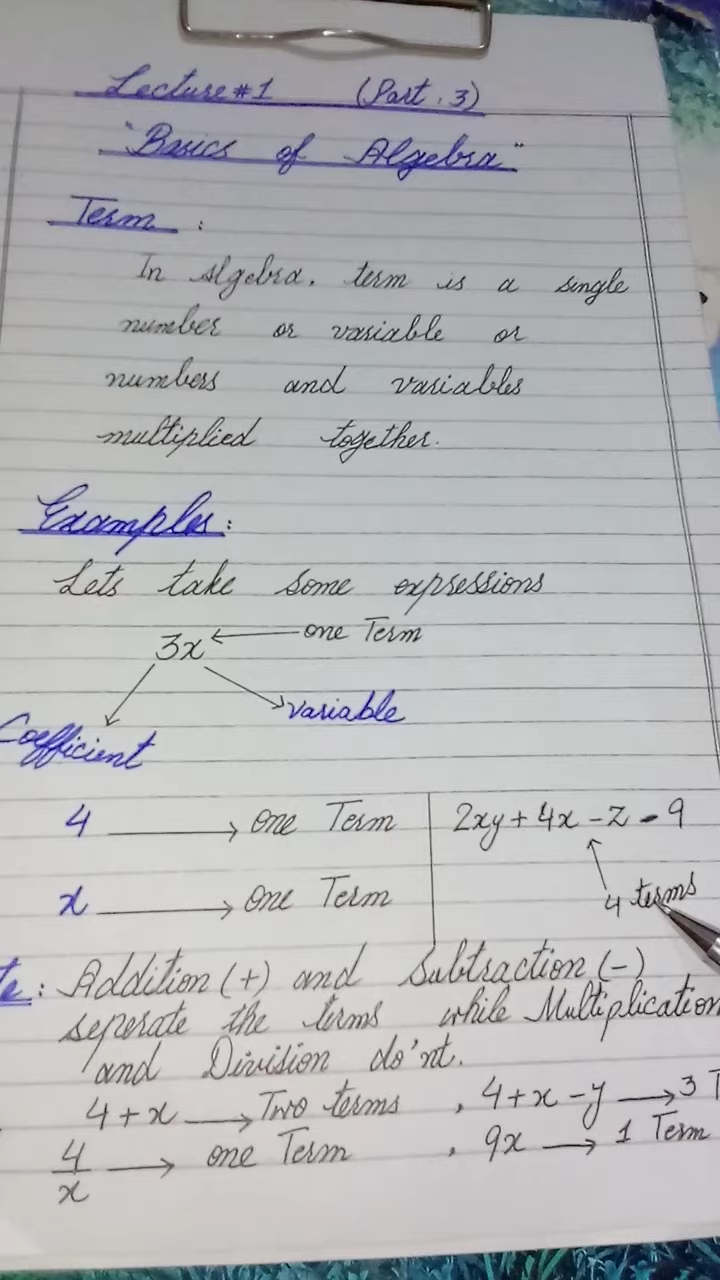 Lecture #1 (Part . 3)
"Basics of Algebra"
Term :
In algebra, term is a single
number or variable or
numbers and variables
multiplied together.
Examples:
Lets take some expressions
3x ← one Term
variable
Coefficient
4 → one Term
x → one Term
2xy + 4x - z - 9
4 terms
te: Addition (+) and Subtraction (-)
seperate the terms while Multiplication
and Division do'nt.
4 + x → Two terms , 4 + x - y → 3 T
4/x → one Term , 9x → 1 Term